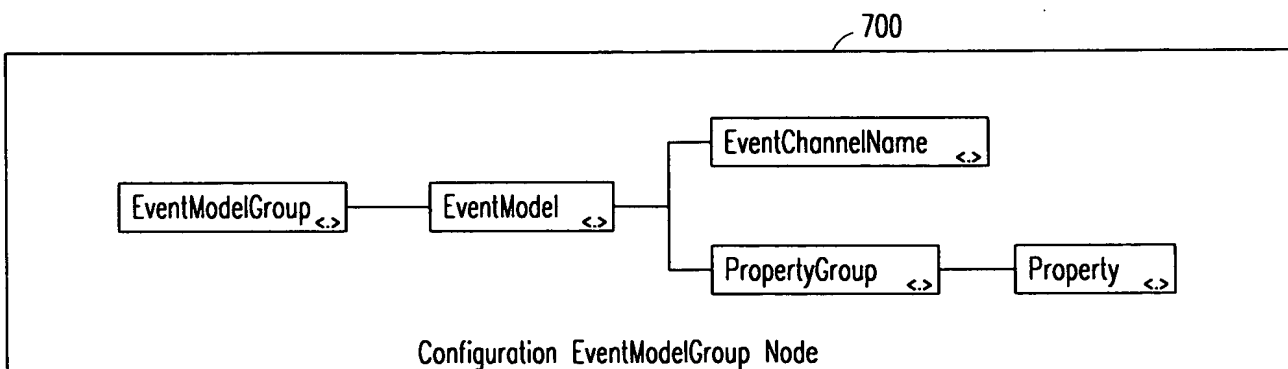 700
EventChannelName <.>
EventModelGroup <.>
EventModel <.>
PropertyGroup <.>
Property <.>
Configuration EventModelGroup Node